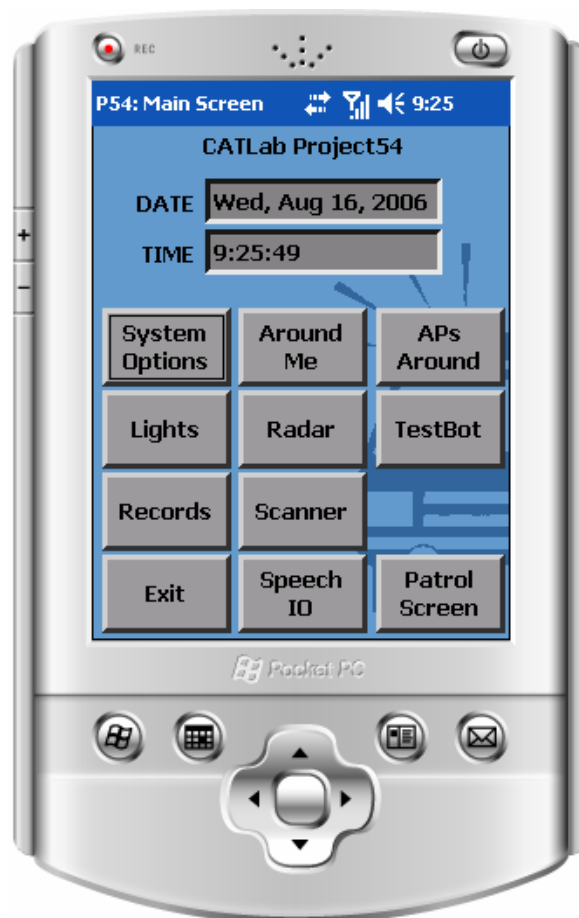 REC
P54: Main Screen 9:25
CATLab Project54
DATE Wed, Aug 16, 2006
TIME 9:25:49
System Options
Around Me
APs Around
Lights
Radar
TestBot
Records
Scanner
Exit
Speech IO
Patrol Screen
Pocket PC
+
-